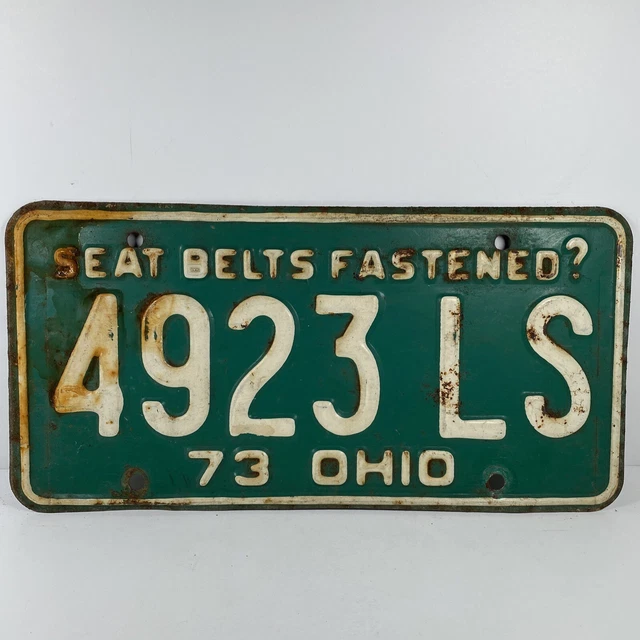 SEAT BELTS FASTENED?
4923 LS
73 OHIO